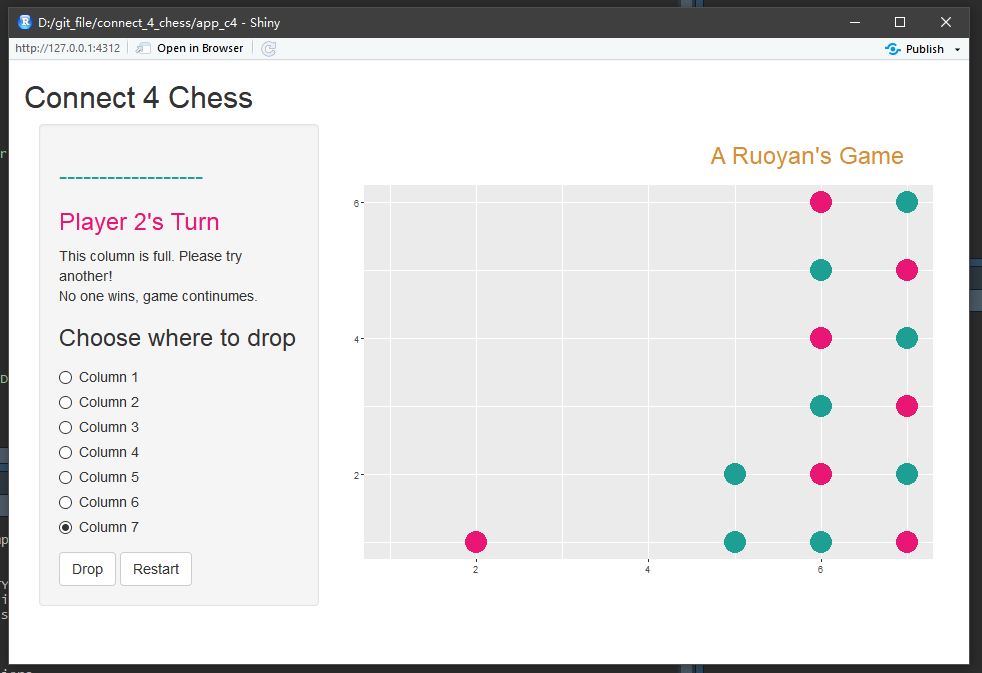 D:/git_file/connect_4_chess/app_c4 - Shiny
http://127.0.0.1:4312 Open in Browser Publish
Connect 4 Chess
------------------
Player 2's Turn
This column is full. Please try
another!
No one wins, game continumes.
Choose where to drop
Column 1
Column 2
Column 3
Column 4
Column 5
Column 6
Column 7
Drop Restart
A Ruoyan's Game
6
4
2
2 4 6